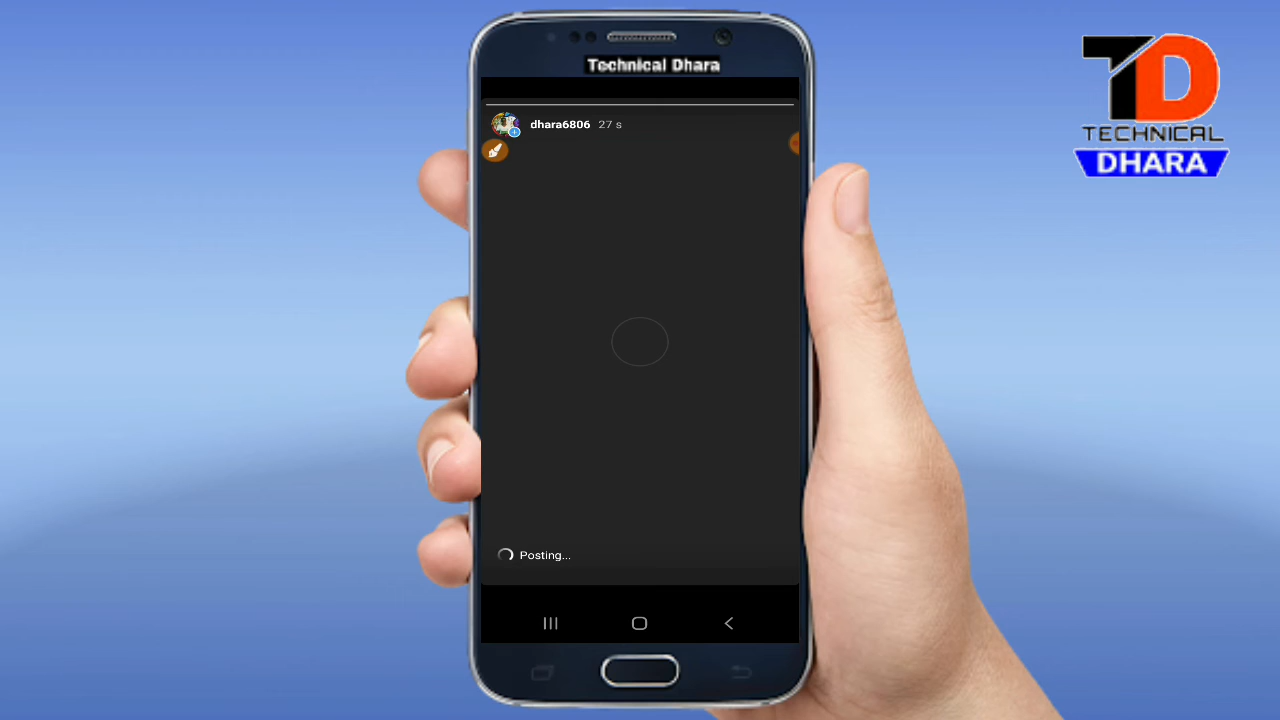 Technical Dhara
dhara6806 27 s
Posting...
TD
TECHNICAL
DHARA